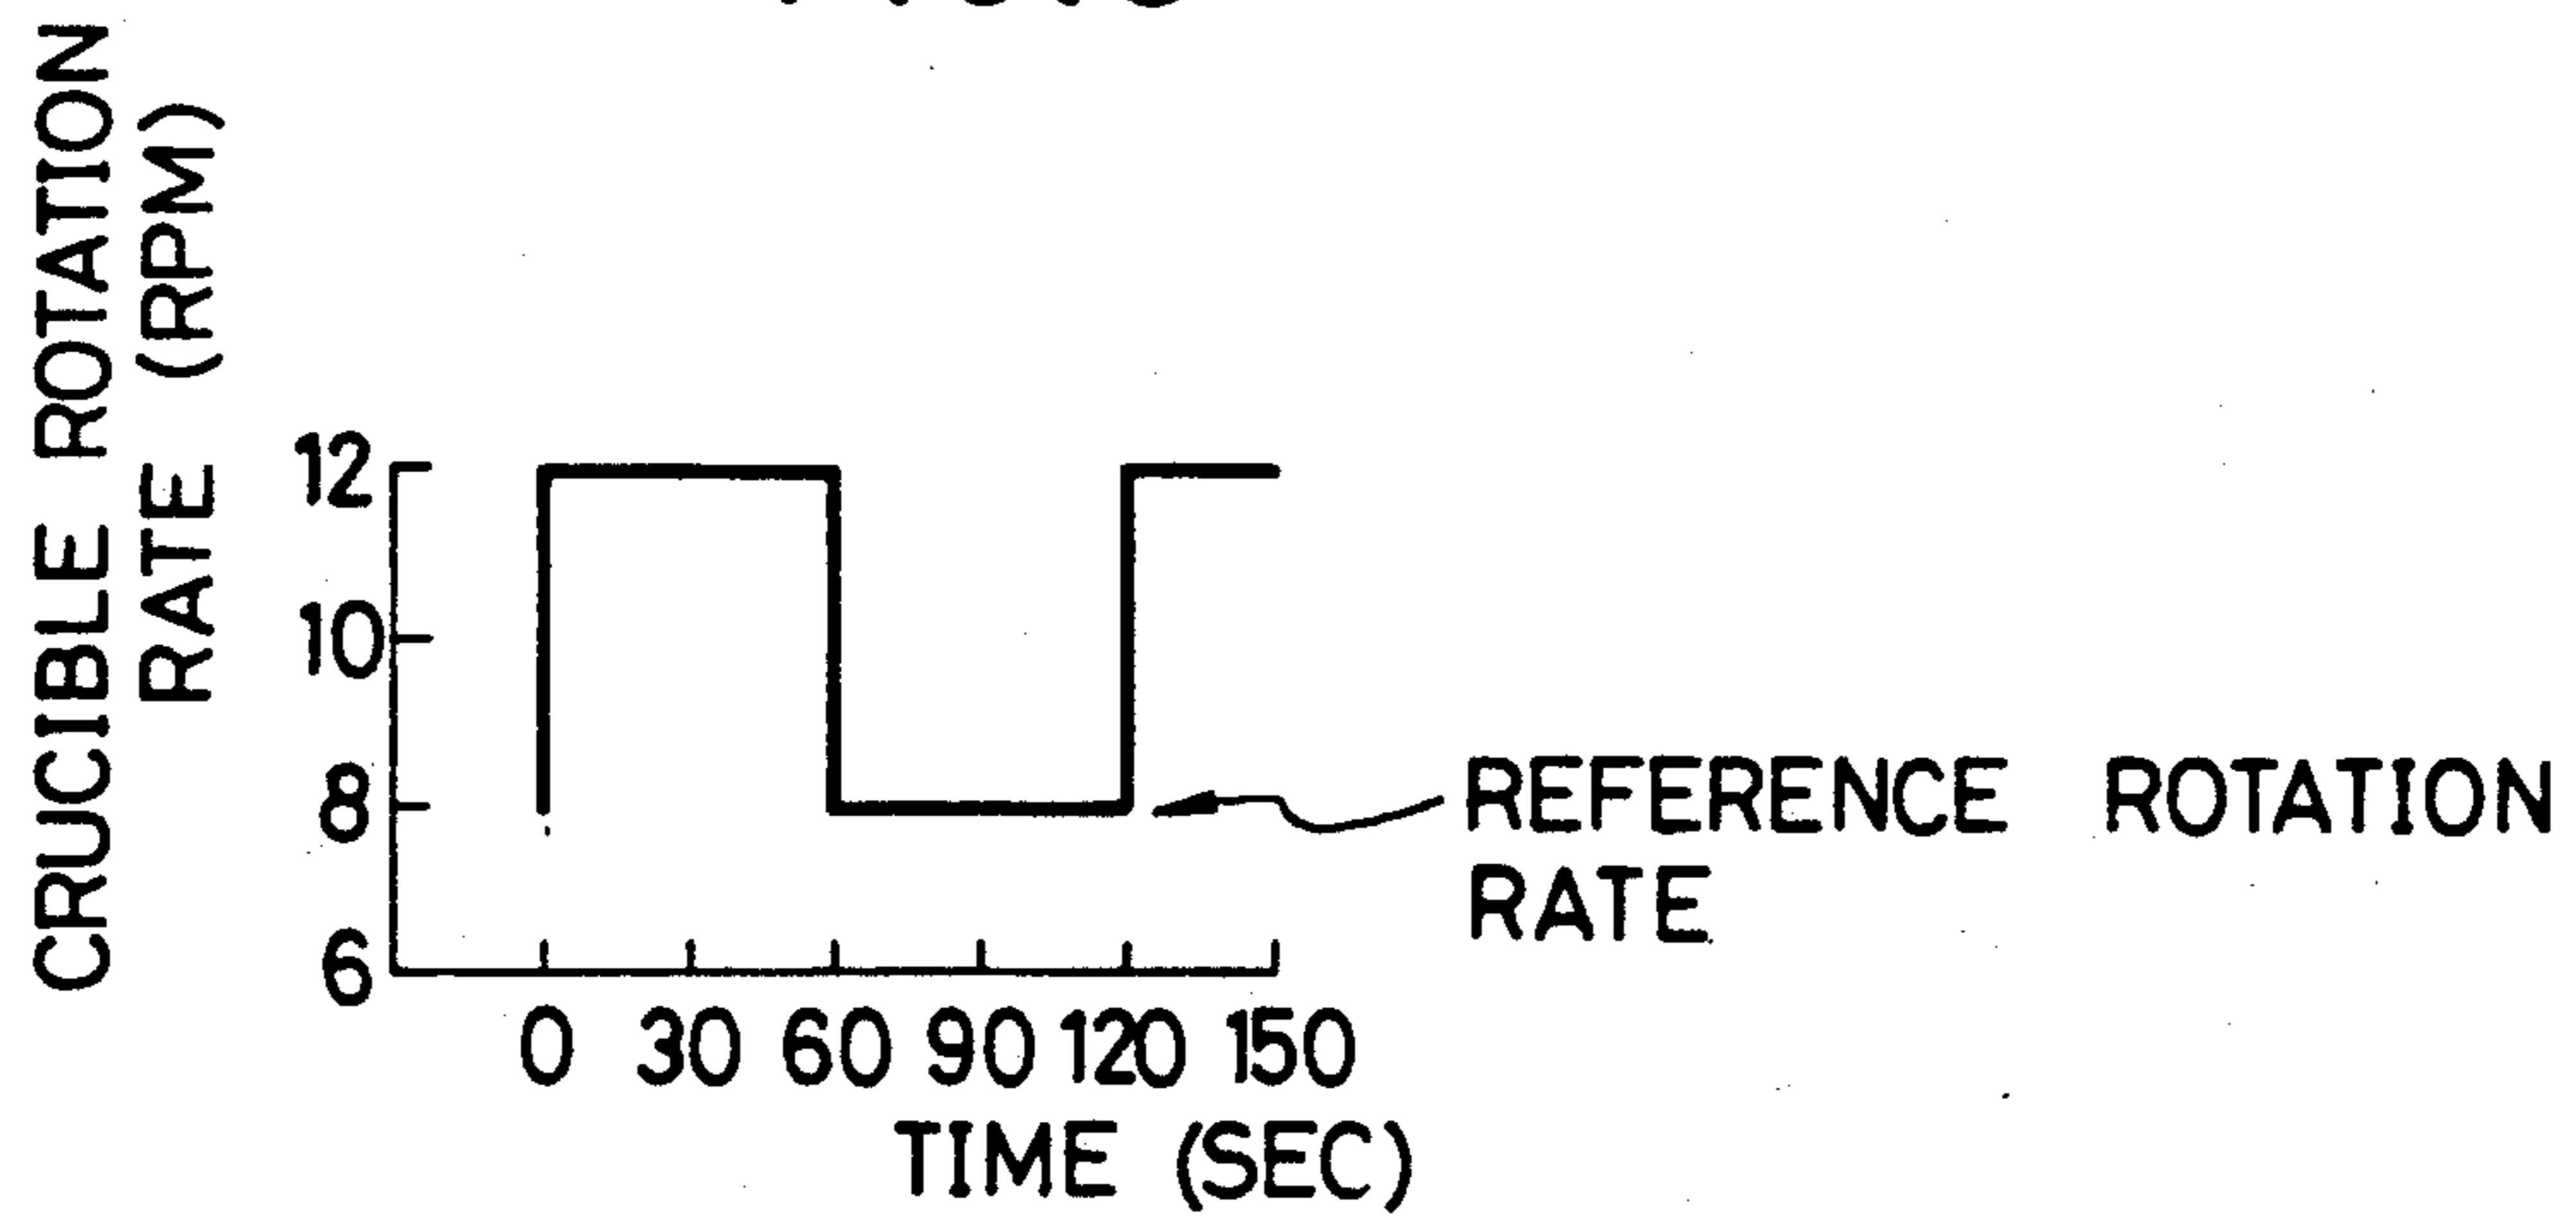 CRUCIBLE ROTATION
RATE (RPM)
12
10
8
6
0 30 60 90 120 150
TIME (SEC)
REFERENCE ROTATION
RATE